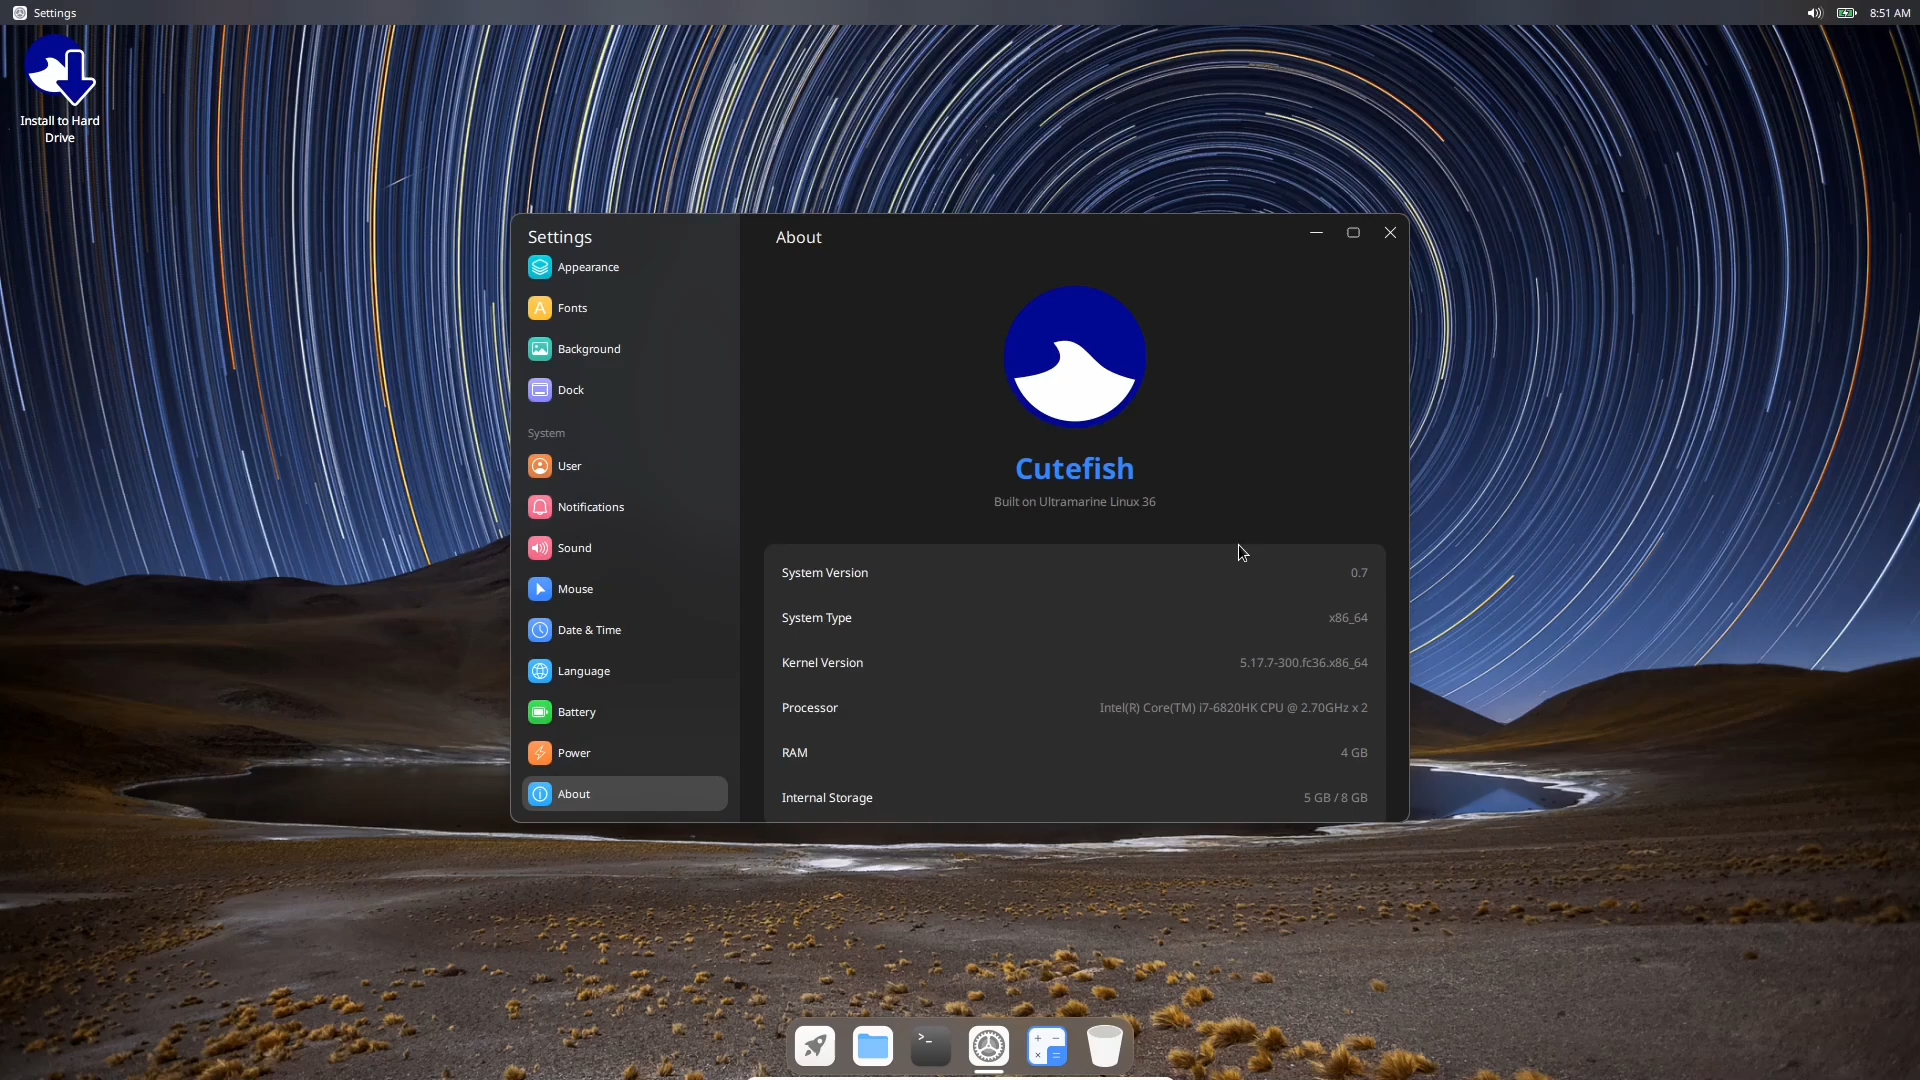 Settings
8:51 AM
Install to Hard
Drive
Settings
Appearance
Fonts
Background
Dock
System
User
Notifications
Sound
Mouse
Date & Time
Language
Battery
Power
About
About
Cutefish
Built on Ultramarine Linux 36
System Version 0.7
System Type x86_64
Kernel Version 5.17.7-300.fc36.x86_64
Processor Intel(R) Core(TM) i7-6820HK CPU @ 2.70GHz x 2
RAM 4 GB
Internal Storage 5 GB / 8 GB